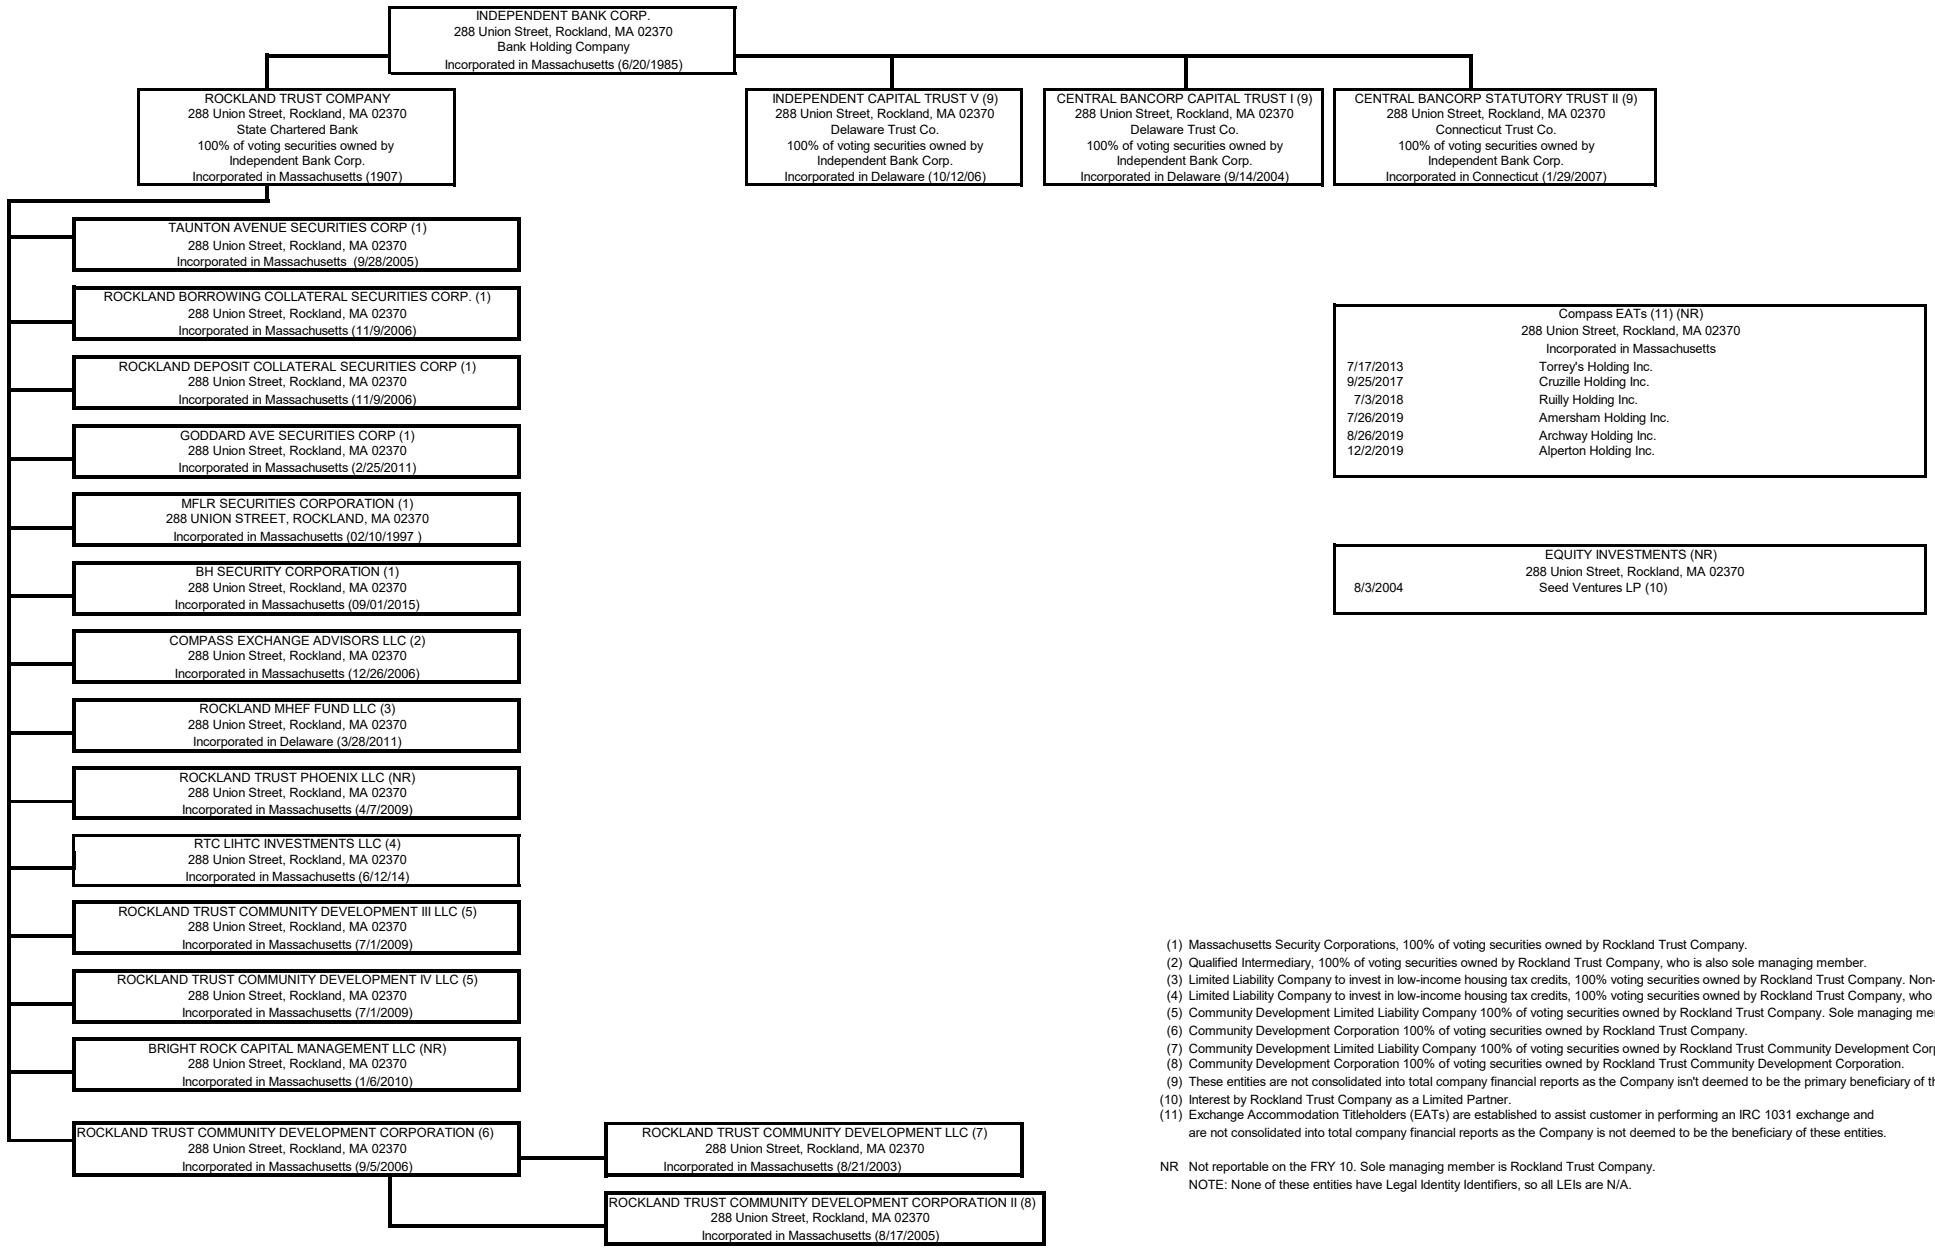 INDEPENDENT BANK CORP.
288 Union Street, Rockland, MA 02370
Bank Holding Company
Incorporated in Massachusetts (6/20/1985)
ROCKLAND TRUST COMPANY
288 Union Street, Rockland, MA 02370
State Chartered Bank
100% of voting securities owned by
Independent Bank Corp.
Incorporated in Massachusetts (1907)
INDEPENDENT CAPITAL TRUST V (9)
288 Union Street, Rockland, MA 02370
Delaware Trust Co.
100% of voting securities owned by
Independent Bank Corp.
Incorporated in Delaware (10/12/06)
CENTRAL BANCORP CAPITAL TRUST I (9)
288 Union Street, Rockland, MA 02370
Delaware Trust Co.
100% of voting securities owned by
Independent Bank Corp.
Incorporated in Delaware (9/14/2004)
CENTRAL BANCORP STATUTORY TRUST II (9)
288 Union Street, Rockland, MA 02370
Connecticut Trust Co.
100% of voting securities owned by
Independent Bank Corp.
Incorporated in Connecticut (1/29/2007)
TAUNTON AVENUE SECURITIES CORP (1)
288 Union Street, Rockland, MA 02370
Incorporated in Massachusetts (9/28/2005)
ROCKLAND BORROWING COLLATERAL SECURITIES CORP. (1)
288 Union Street, Rockland, MA 02370
Incorporated in Massachusetts (11/9/2006)
ROCKLAND DEPOSIT COLLATERAL SECURITIES CORP (1)
288 Union Street, Rockland, MA 02370
Incorporated in Massachusetts (11/9/2006)
GODDARD AVE SECURITIES CORP (1)
288 Union Street, Rockland, MA 02370
Incorporated in Massachusetts (2/25/2011)
MFLR SECURITIES CORPORATION (1)
288 UNION STREET, ROCKLAND, MA 02370
Incorporated in Massachusetts (02/10/1997 )
BH SECURITY CORPORATION (1)
288 Union Street, Rockland, MA 02370
Incorporated in Massachusetts (09/01/2015)
COMPASS EXCHANGE ADVISORS LLC (2)
288 Union Street, Rockland, MA 02370
Incorporated in Massachusetts (12/26/2006)
ROCKLAND MHEF FUND LLC (3)
288 Union Street, Rockland, MA 02370
Incorporated in Delaware (3/28/2011)
ROCKLAND TRUST PHOENIX LLC (NR)
288 Union Street, Rockland, MA 02370
Incorporated in Massachusetts (4/7/2009)
RTC LIHTC INVESTMENTS LLC (4)
288 Union Street, Rockland, MA 02370
Incorporated in Massachusetts (6/12/14)
ROCKLAND TRUST COMMUNITY DEVELOPMENT III LLC (5)
288 Union Street, Rockland, MA 02370
Incorporated in Massachusetts (7/1/2009)
ROCKLAND TRUST COMMUNITY DEVELOPMENT IV LLC (5)
288 Union Street, Rockland, MA 02370
Incorporated in Massachusetts (7/1/2009)
BRIGHT ROCK CAPITAL MANAGEMENT LLC (NR)
288 Union Street, Rockland, MA 02370
Incorporated in Massachusetts (1/6/2010)
ROCKLAND TRUST COMMUNITY DEVELOPMENT CORPORATION (6)
288 Union Street, Rockland, MA 02370
Incorporated in Massachusetts (9/5/2006)
ROCKLAND TRUST COMMUNITY DEVELOPMENT LLC (7)
288 Union Street, Rockland, MA 02370
Incorporated in Massachusetts (8/21/2003)
ROCKLAND TRUST COMMUNITY DEVELOPMENT CORPORATION II (8)
288 Union Street, Rockland, MA 02370
Incorporated in Massachusetts (8/17/2005)
Compass EATs (11) (NR)
288 Union Street, Rockland, MA 02370
Incorporated in Massachusetts
7/17/2013 Torrey's Holding Inc.
9/25/2017 Cruzille Holding Inc.
7/3/2018 Ruilly Holding Inc.
7/26/2019 Amersham Holding Inc.
8/26/2019 Archway Holding Inc.
12/2/2019 Alperton Holding Inc.
EQUITY INVESTMENTS (NR)
288 Union Street, Rockland, MA 02370
8/3/2004 Seed Ventures LP (10)
(1) Massachusetts Security Corporations, 100% of voting securities owned by Rockland Trust Company.
(2) Qualified Intermediary, 100% of voting securities owned by Rockland Trust Company, who is also sole managing member.
(3) Limited Liability Company to invest in low-income housing tax credits, 100% voting securities owned by Rockland Trust Company. Non-
(4) Limited Liability Company to invest in low-income housing tax credits, 100% voting securities owned by Rockland Trust Company, who
(5) Community Development Limited Liability Company 100% of voting securities owned by Rockland Trust Company. Sole managing
(6) Community Development Corporation 100% of voting securities owned by Rockland Trust Company.
(7) Community Development Limited Liability Company 100% of voting securities owned by Rockland Trust Community Development
(8) Community Development Corporation 100% of voting securities owned by Rockland Trust Community Development Corporation.
(9) These entities are not consolidated into total company financial reports as the Company isn't deemed to be the primary beneficiary of
(10) Interest by Rockland Trust Company as a Limited Partner.
(11) Exchange Accommodation Titleholders (EATs) are established to assist customer in performing an IRC 1031 exchange and
are not consolidated into total company financial reports as the Company is not deemed to be the beneficiary of these entities.
NR Not reportable on the FRY 10. Sole managing member is Rockland Trust Company.
NOTE: None of these entities have Legal Identity Identifiers, so all LEIs are N/A.